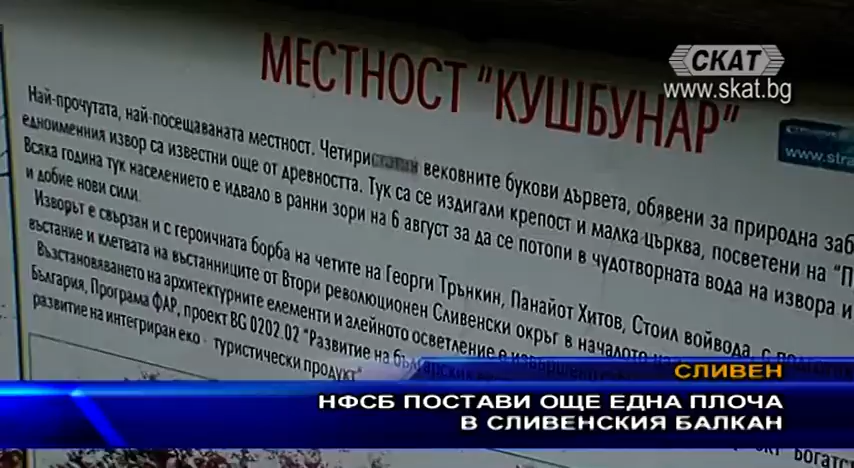 СКАТ
www.skat.bg
МЕСТНОСТ "КУШБУНАР"
www.stra
Най-прочутата, най-посещаваната местност. вековните букови дървета, обявени за природна заб
едноименния извор са известни още от древността. Тук са се издигали крепост и малка църква, посветени на "П
Всяка година тук населението е идвало в ранни зори на 6 август за да се потопи в чудотворната вода на извора и
и добие нови сили.
Изворът е свързан и с героичната борба на четите на Георги Трънкин, Панайот Хитов, Стоил войвода, с
въстание и клетвата на въстанниците от Втори революционен Сливенски окръг в началото
Възстановяването на архитектурните елементи и алейното осветление е извършено
България, Програма ФАР, проект BG 0202.02 "Развитие на
развитие на интегриран еко - туристически продукт"
СЛИВЕН
НФСБ ПОСТАВИ ОЩЕ ЕДНА ПЛОЧА
В СЛИВЕНСКИЯ БАЛКАН